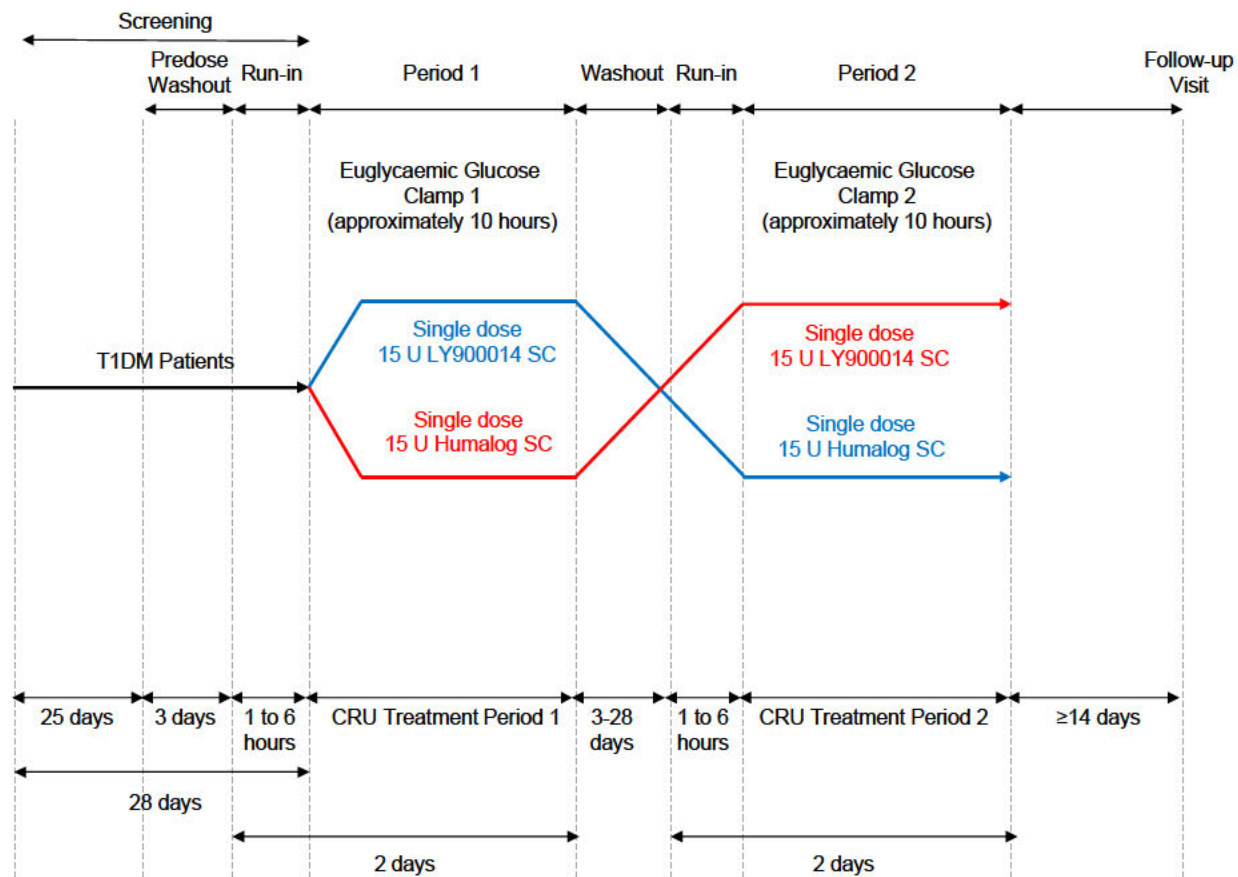 Screening
Predose
Washout
Run-in
Period 1
Washout
Run-in
Period 2
Follow-up
Visit
Euglycaemic Glucose
Clamp 1
(approximately 10 hours)
Euglycaemic Glucose
Clamp 2
(approximately 10 hours)
T1DM Patients
Single dose
15 U LY900014 SC
Single dose
15 U Humalog SC
Single dose
15 U LY900014 SC
Single dose
15 U Humalog SC
25 days
3 days
1 to 6
hours
CRU Treatment Period 1
3-28
days
1 to 6
hours
CRU Treatment Period 2
≥14 days
28 days
2 days
2 days